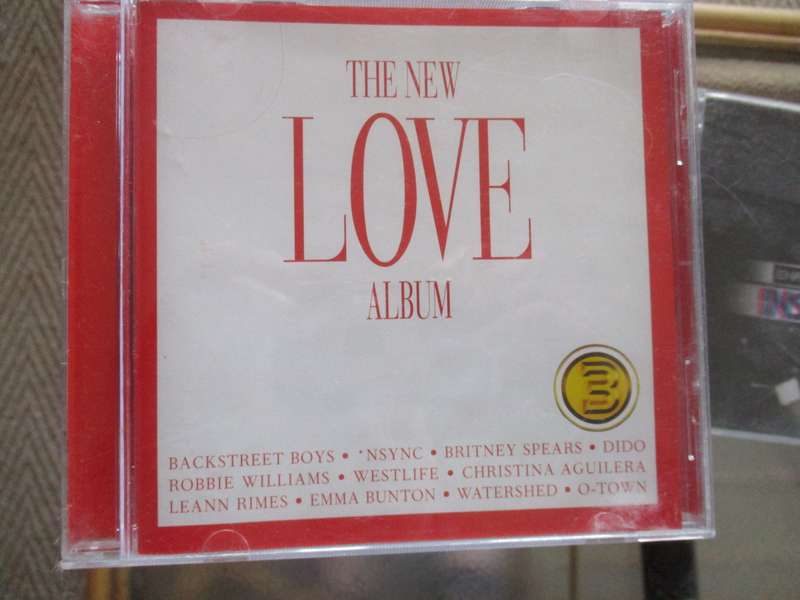 THE NEW
LOVE
ALBUM
BACKSTREET BOYS • 'NSYNC • BRITNEY SPEARS • DIDO
ROBBIE WILLIAMS • WESTLIFE • CHRISTINA AGUILERA
LEANN RIMES • EMMA BUNTON • WATERSHED • O-TOWN